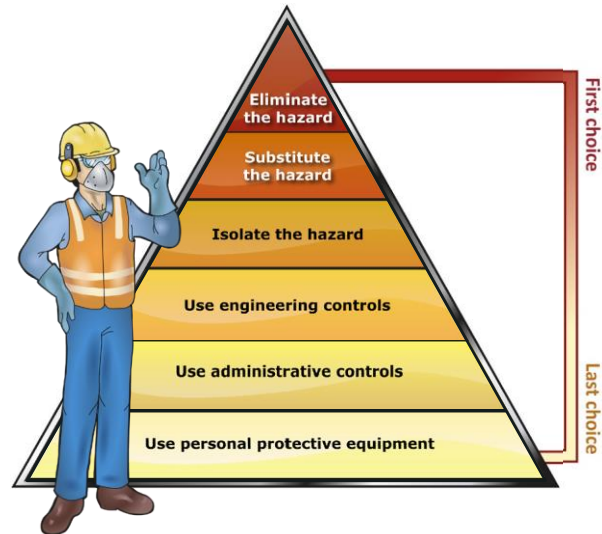 Eliminate
the hazard
Substitute
the hazard
Isolate the hazard
Use engineering controls
Use administrative controls
Use personal protective equipment
First choice
Last choice